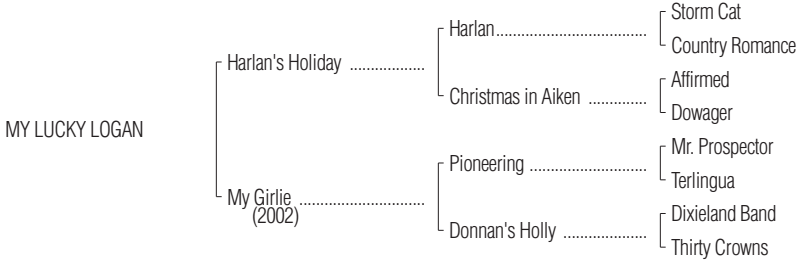 Storm Cat
Harlan
Country Romance
Harlan's Holiday
Affirmed
Christmas in Aiken
Dowager
MY LUCKY LOGAN
Mr. Prospector
Pioneering
Terlingua
My Girlie
(2002)
Dixieland Band
Donnan's Holly
Thirty Crowns